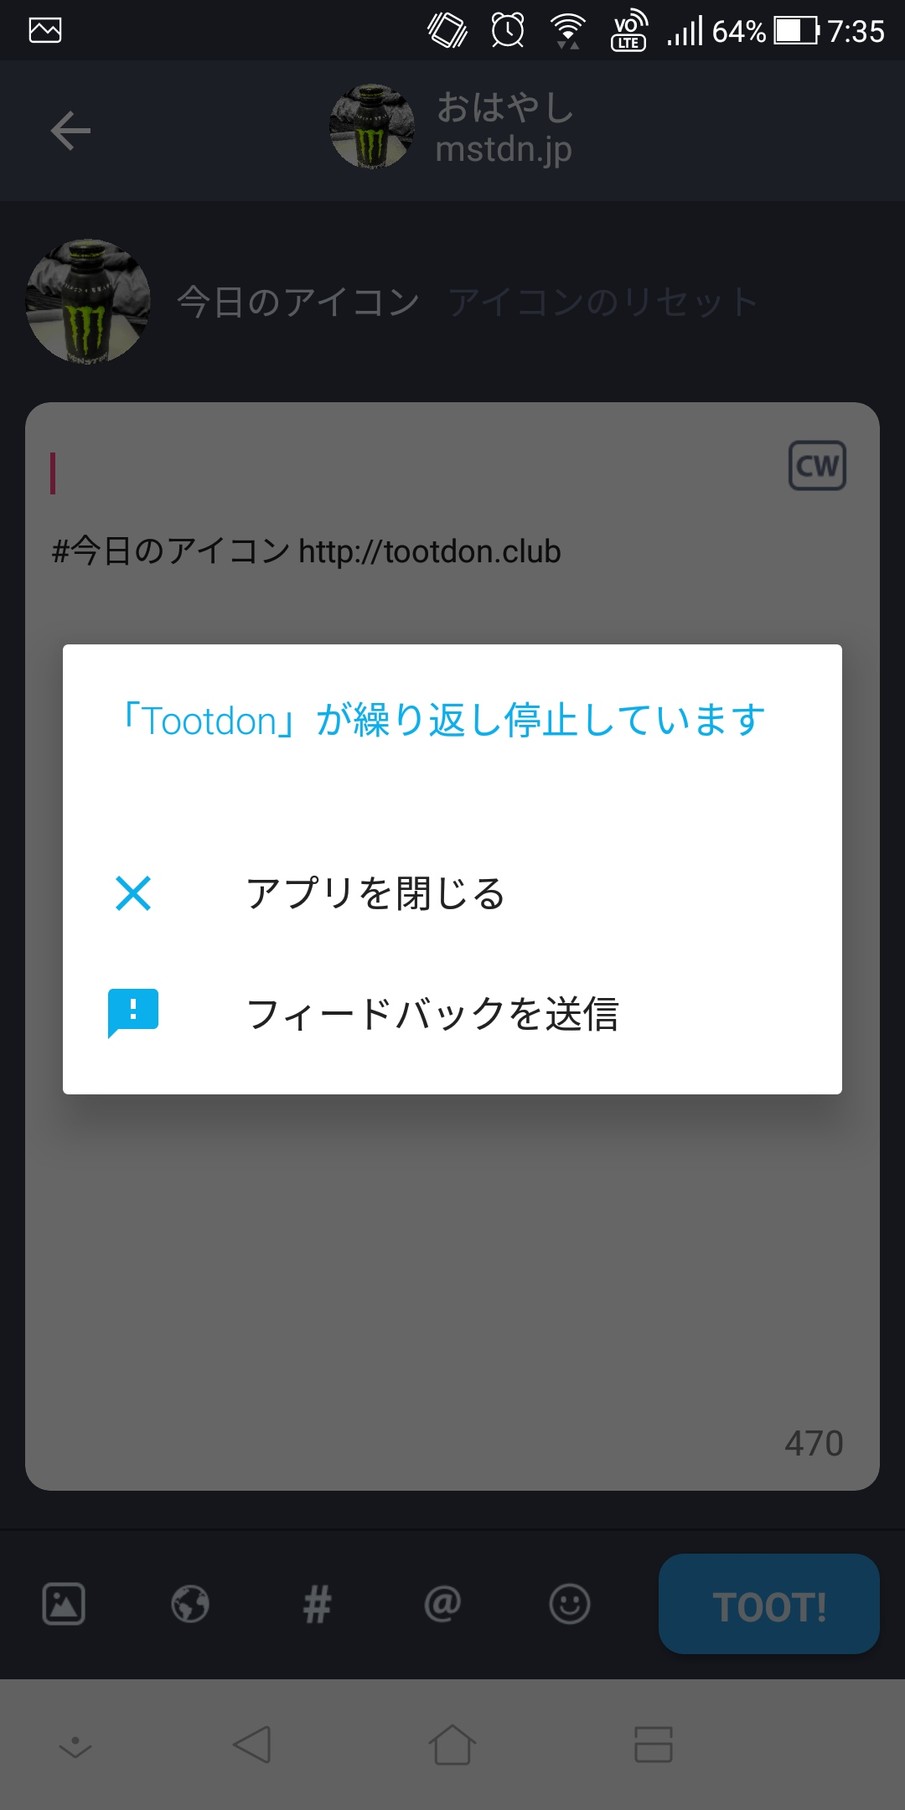 VO LTE 64% 7:35
おはやし
mstdn.jp
今日のアイコン アイコンのリセット
CW
#今日のアイコン http://tootdon.club
「Tootdon」が繰り返し停止しています
アプリを閉じる
フィードバックを送信
470
# @ TOOT!